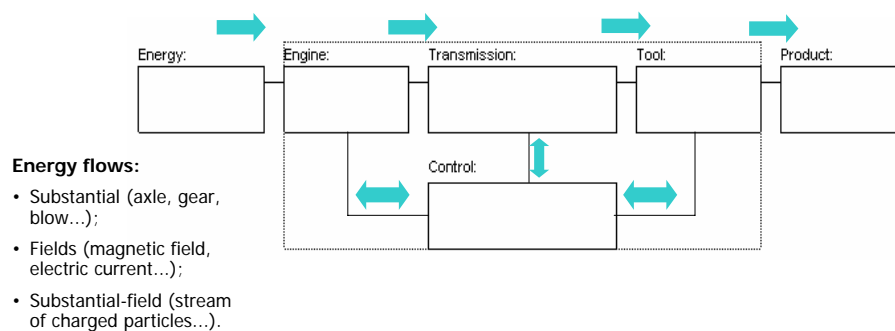 Energy: Engine: Transmission: Tool: Product:
Control:
Energy flows:
• Substantial (axle, gear,
blow...);
• Fields (magnetic field,
electric current...);
• Substantial-field (stream
of charged particles...).